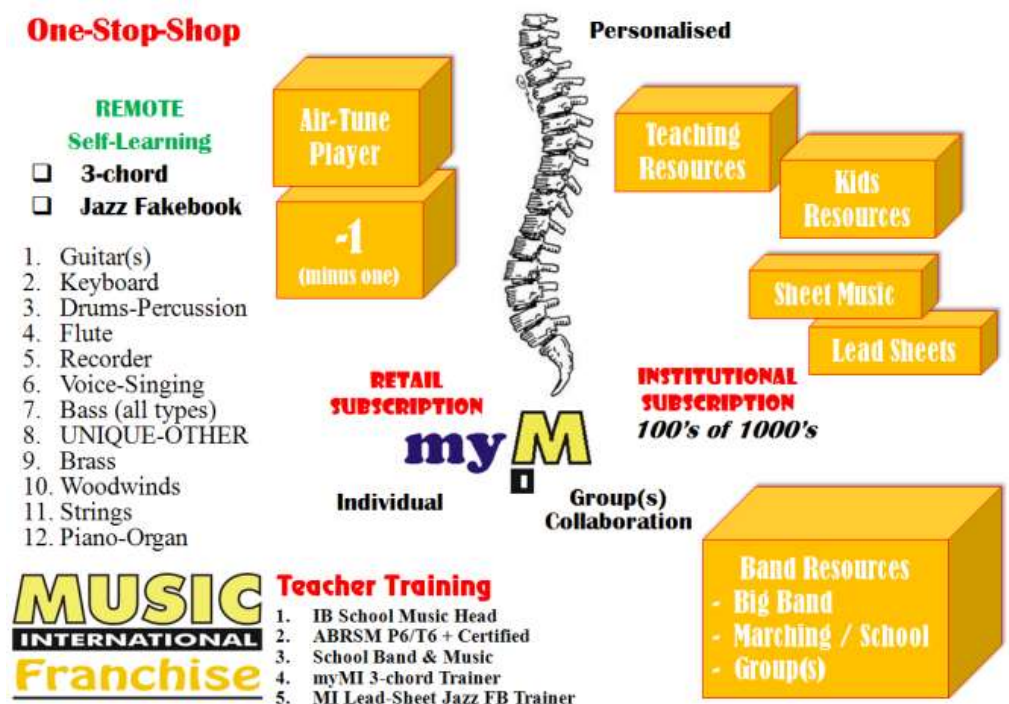 One-Stop-Shop
REMOTE
Self-Learning
❑ 3-chord
❑ Jazz Fakebook
1. Guitar(s)
2. Keyboard
3. Drums-Percussion
4. Flute
5. Recorder
6. Voice-Singing
7. Bass (all types)
8. UNIQUE-OTHER
9. Brass
10. Woodwinds
11. Strings
12. Piano-Organ
MUSIC
INTERNATIONAL
Franchise
Air-Tune
Player
-1
(minus one)
Personalised
Teaching
Resources
Kids
Resources
Sheet Music
Lead Sheets
RETAIL
SUBSCRIPTION
INSTITUTIONAL
SUBSCRIPTION
100's of 1000's
my M
I
Individual
Group(s)
Collaboration
Teacher Training
1. IB School Music Head
2. ABRSM P6/T6 + Certified
3. School Band & Music
4. myMI 3-chord Trainer
5. MI Lead-Sheet Jazz FB Trainer
Band Resources
- Big Band
- Marching / School
- Group(s)